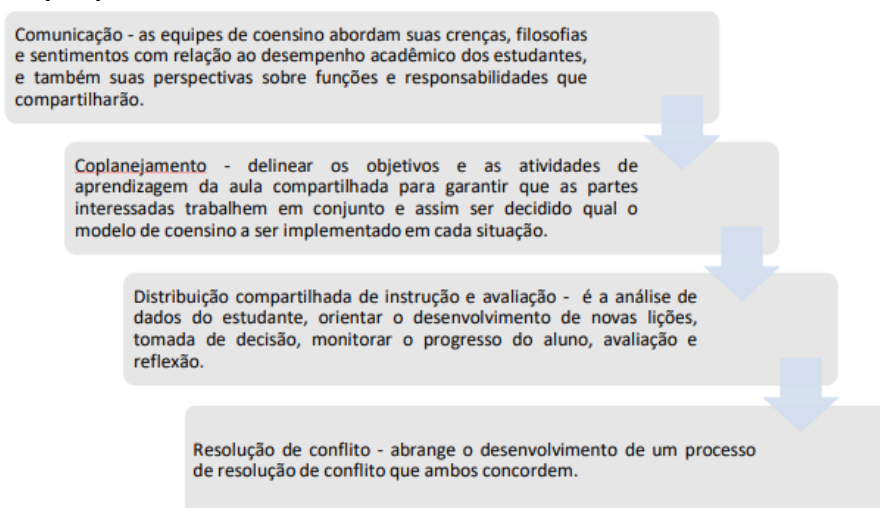 Comunicação - as equipes de coensino abordam suas crenças, filosofias
e sentimentos com relação ao desempenho acadêmico dos estudantes,
e também suas perspectivas sobre funções e responsabilidades que
compartilharão.
Coplanejamento - delinear os objetivos e as atividades de
aprendizagem da aula compartilhada para garantir que as partes
interessadas trabalhem em conjunto e assim ser decidido qual o
modelo de coensino a ser implementado em cada situação.
Distribuição compartilhada de instrução e avaliação - é a análise de
dados do estudante, orientar o desenvolvimento de novas lições,
tomada de decisão, monitorar o progresso do aluno, avaliação e
reflexão.
Resolução de conflito - abrange o desenvolvimento de um processo
de resolução de conflito que ambos concordem.